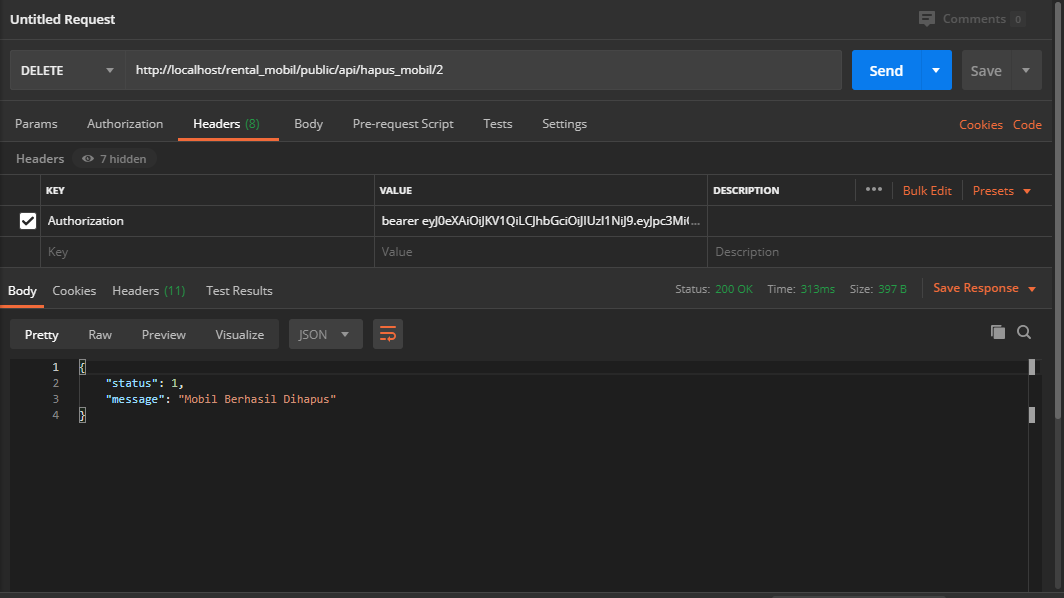 Untitled Request
Comments 0
DELETE http://localhost/rental_mobil/public/api/hapus_mobil/2 Send Save
Params Authorization Headers (8) Body Pre-request Script Tests Settings Cookies Code
Headers 7 hidden
KEY VALUE DESCRIPTION ••• Bulk Edit Presets
Authorization bearer eyJ0eXAiOiJKV1QiLCJhbGciOiJIUzI1NiJ9.eyJpc3Mi...
Key Value Description
Body Cookies Headers (11) Test Results Status: 200 OK Time: 313ms Size: 397 B Save Response
Pretty Raw Preview Visualize JSON
1 {
2 "status": 1,
3 "message": "Mobil Berhasil Dihapus"
4 }